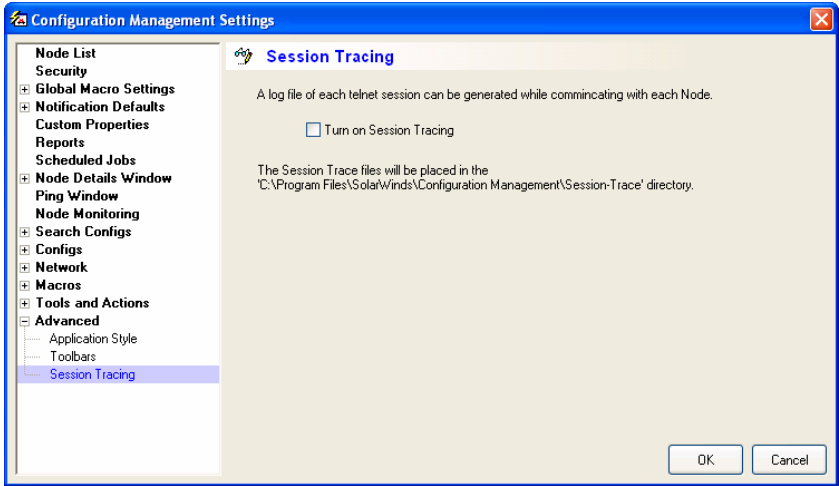 Configuration Management Settings
Node List
Security
Global Macro Settings
Notification Defaults
Custom Properties
Reports
Scheduled Jobs
Node Details Window
Ping Window
Node Monitoring
Search Configs
Configs
Network
Macros
Tools and Actions
Advanced
Application Style
Toolbars
Session Tracing
Session Tracing
A log file of each telnet session can be generated while commincating with each Node.
Turn on Session Tracing
The Session Trace files will be placed in the
'C:\Program Files\SolarWinds\Configuration Management\Session-Trace' directory.
OK
Cancel